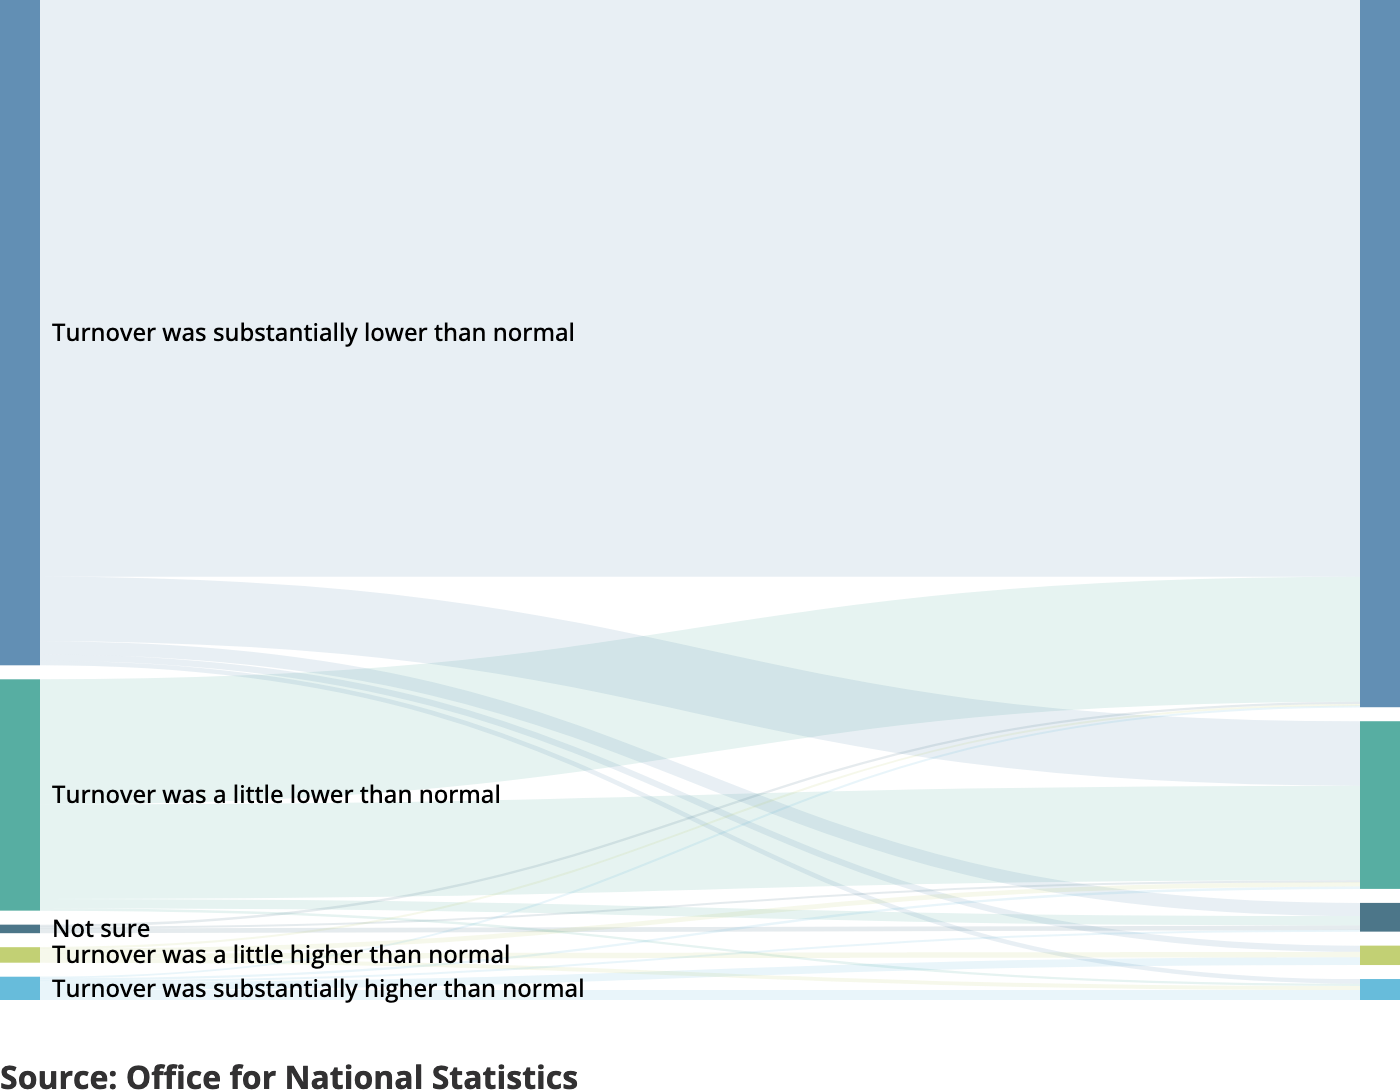 Turnover was substantially lower than normal
Turnover was a little lower than normal
Not sure
Turnover was a little higher than normal
Turnover was substantially higher than normal
Source: Office for National Statistics